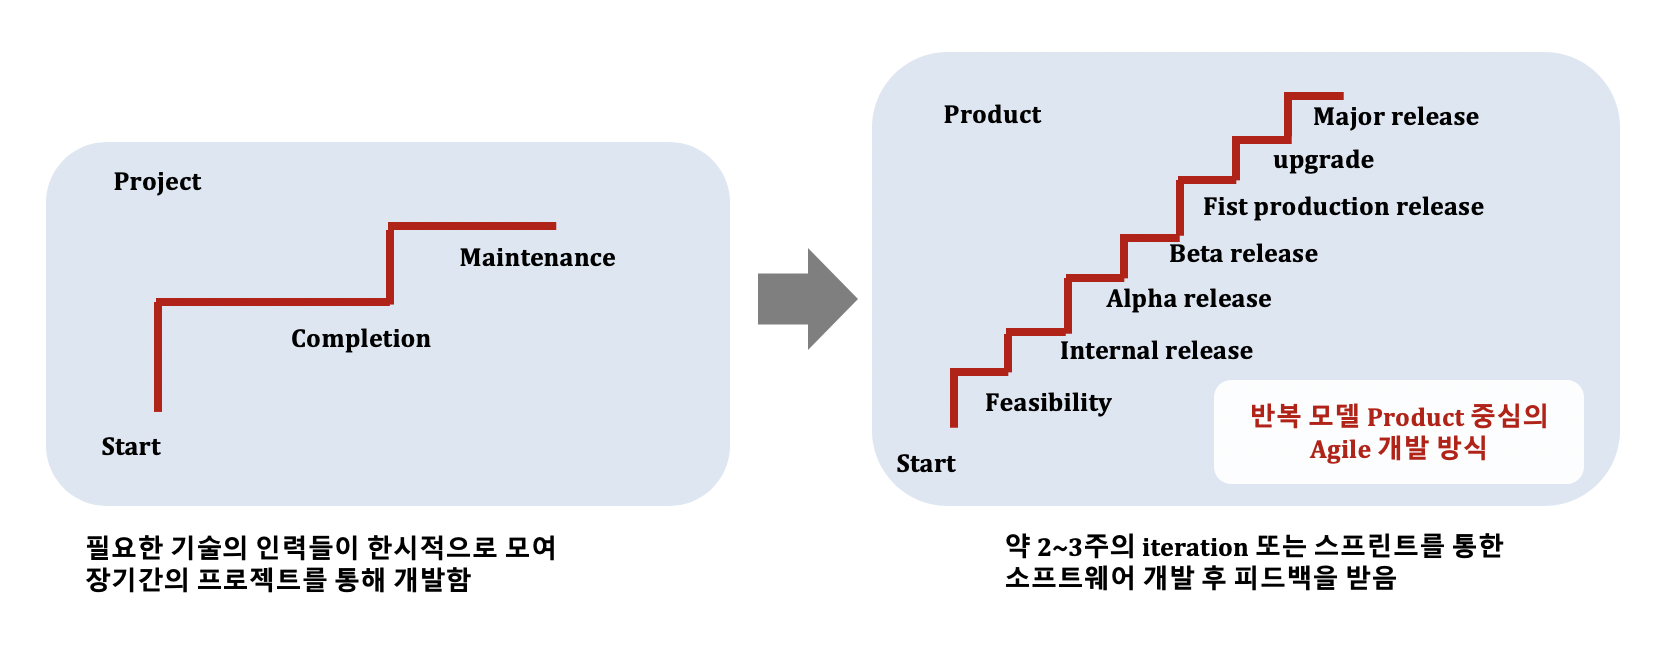 Project
Maintenance
Completion
Start
필요한 기술의 인력들이 한시적으로 모여
장기간의 프로젝트를 통해 개발함
Product
Major release
upgrade
Fist production release
Beta release
Alpha release
Internal release
Feasibility
Start
반복 모델 Product 중심의
Agile 개발 방식
약 2~3주의 iteration 또는 스프린트를 통한
소프트웨어 개발 후 피드백을 받음